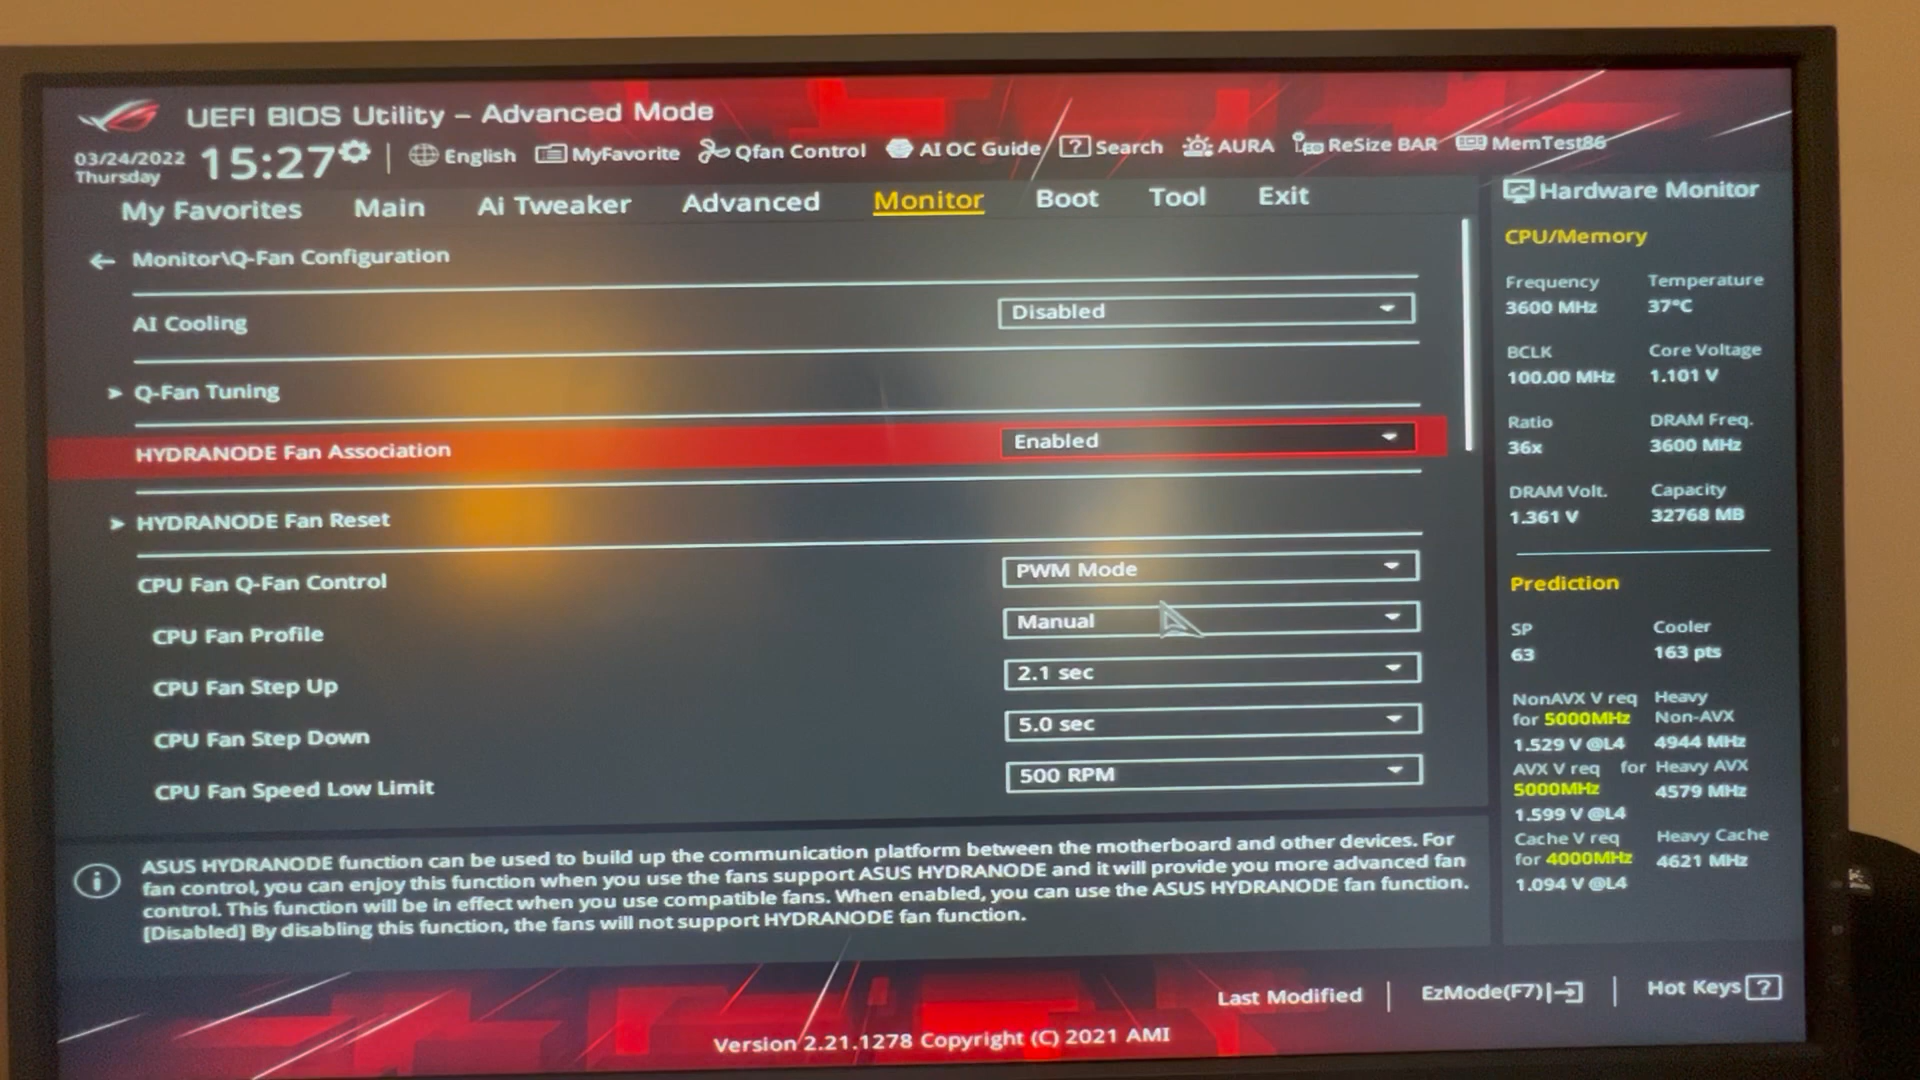 UEFI BIOS Utility – Advanced Mode
03/24/2022
Thursday
15:27
English
MyFavorite
Qfan Control
AI OC Guide
Search
AURA
ReSize BAR
MemTest86
My Favorites
Main
Ai Tweaker
Advanced
Monitor
Boot
Tool
Exit
Monitor\Q-Fan Configuration
AI Cooling
Disabled
Q-Fan Tuning
HYDRANODE Fan Association
Enabled
HYDRANODE Fan Reset
CPU Fan Q-Fan Control
PWM Mode
CPU Fan Profile
Manual
CPU Fan Step Up
2.1 sec
CPU Fan Step Down
5.0 sec
CPU Fan Speed Low Limit
500 RPM
ASUS HYDRANODE function can be used to build up the communication platform between the motherboard and other devices. For
fan control, you can enjoy this function when you use the fans support ASUS HYDRANODE and it will provide you more advanced fan
control. This function will be in effect when you use compatible fans. When enabled, you can use the ASUS HYDRANODE fan function.
[Disabled] By disabling this function, the fans will not support HYDRANODE fan function.
Hardware Monitor
CPU/Memory
Frequency
Temperature
3600 MHz
37°C
BCLK
Core Voltage
100.00 MHz
1.101 V
Ratio
DRAM Freq.
36x
3600 MHz
DRAM Volt.
Capacity
1.361 V
32768 MB
Prediction
SP
Cooler
63
163 pts
NonAVX V req
Heavy
for 5000MHz
Non-AVX
1.529 V @L4
4944 MHz
AVX V req for
Heavy AVX
5000MHz
4579 MHz
1.599 V @L4
Cache V req
Heavy Cache
for 4000MHz
4621 MHz
1.094 V @L4
Last Modified
EzMode(F7)
Hot Keys ?
Version 2.21.1278 Copyright (C) 2021 AMI